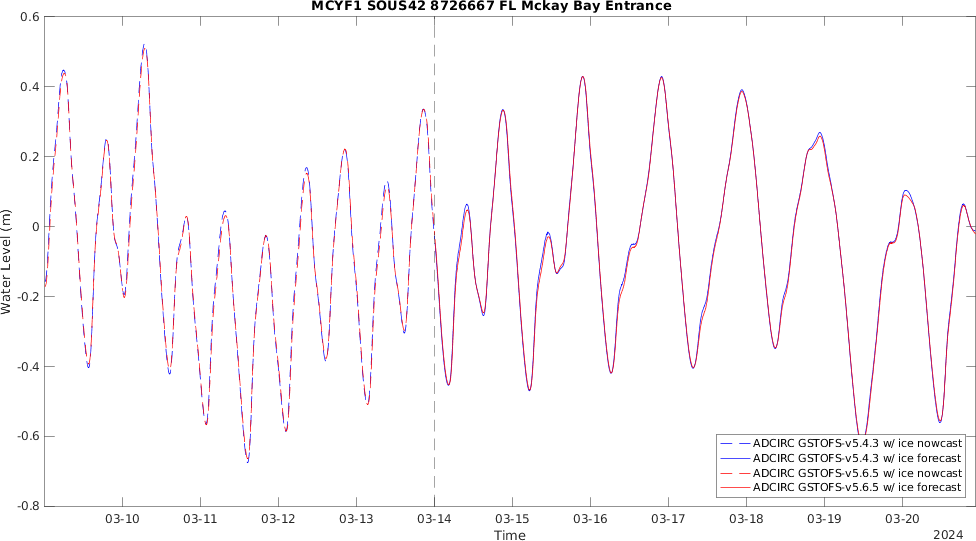 MCYF1 SOUS42 8726667 FL Mckay Bay Entrance
Water Level (m)
0.6
0.4
0.2
0
-0.2
-0.4
-0.6
-0.8
ADCIRC GSTOFS-v5.4.3 w/ ice nowcast
ADCIRC GSTOFS-v5.4.3 w/ ice forecast
ADCIRC GSTOFS-v5.6.5 w/ ice nowcast
ADCIRC GSTOFS-v5.6.5 w/ ice forecast
03-10 03-11 03-12 03-13 03-14 03-15 03-16 03-17 03-18 03-19 03-20
Time
2024